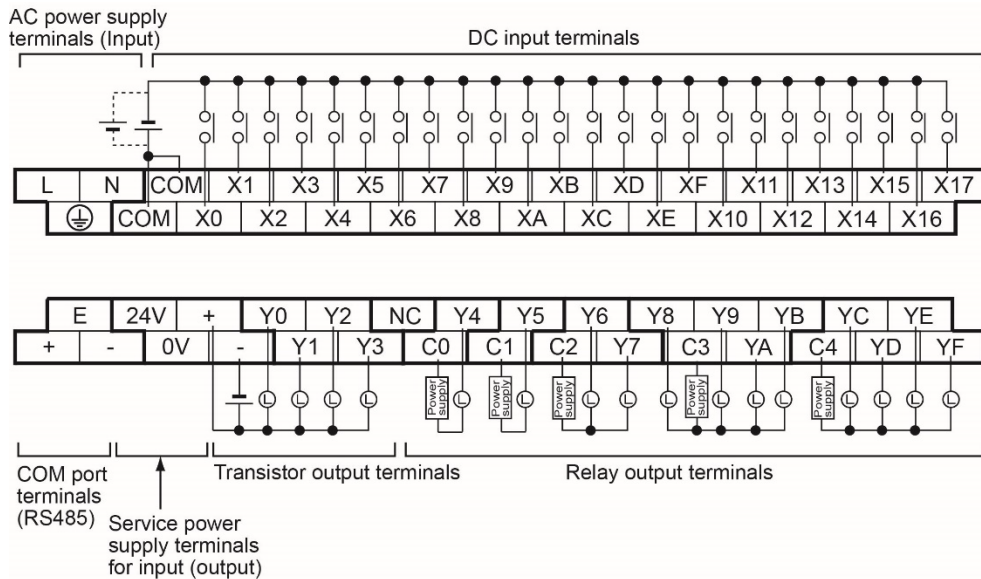 AC power supply
terminals (Input)
DC input terminals
L N COM X1 X3 X5 X7 X9 XB XD XF X11 X13 X15 X17
COM X0 X2 X4 X6 X8 XA XC XE X10 X12 X14 X16
E 24V + Y0 Y2 NC Y4 Y5 Y6 Y8 Y9 YB YC YE
+ - 0V - Y1 Y3 C0 C1 C2 Y7 C3 YA C4 YD YF
Power supply Power supply Power supply Power supply Power supply
L L L L L L L L L L L L L L L L
COM port
terminals
(RS485)
Transistor output terminals
Relay output terminals
Service power
supply terminals
for input (output)